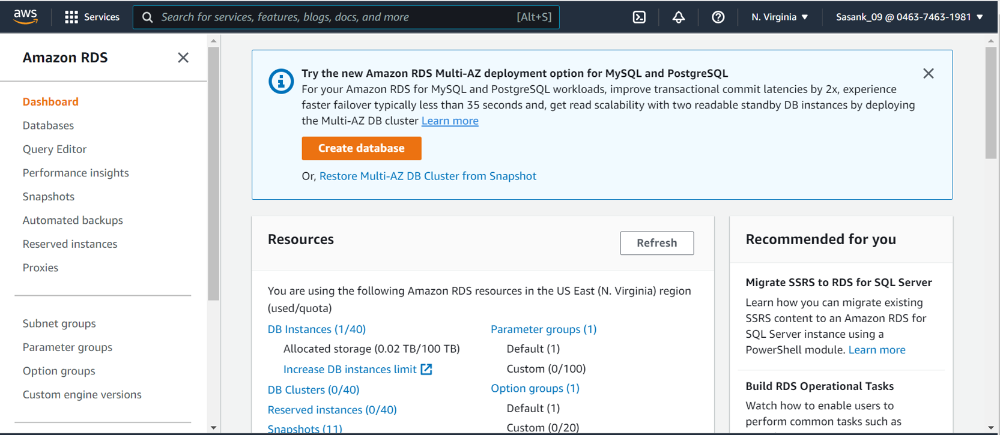 aws
Services
Search for services, features, blogs, docs, and more
[Alt+S]
N. Virginia ▼
Sasank_09 @ 0463-7463-1981 ▼
Amazon RDS
Dashboard
Databases
Query Editor
Performance insights
Snapshots
Automated backups
Reserved instances
Proxies
Subnet groups
Parameter groups
Option groups
Custom engine versions
Try the new Amazon RDS Multi-AZ deployment option for MySQL and PostgreSQL
For your Amazon RDS for MySQL and PostgreSQL workloads, improve transactional commit latencies by 2x, experience
faster failover typically less than 35 seconds and, get read scalability with two readable standby DB instances by deploying
the Multi-AZ DB cluster Learn more
Create database
Or, Restore Multi-AZ DB Cluster from Snapshot
Resources
Refresh
You are using the following Amazon RDS resources in the US East (N. Virginia) region
(used/quota)
DB Instances (1/40)
Allocated storage (0.02 TB/100 TB)
Increase DB instances limit
DB Clusters (0/40)
Reserved instances (0/40)
Snapshots (11)
Parameter groups (1)
Default (1)
Custom (0/100)
Option groups (1)
Default (1)
Custom (0/20)
Recommended for you
Migrate SSRS to RDS for SQL Server
Learn how you can migrate existing
SSRS content to an Amazon RDS for
SQL Server instance using a
PowerShell module. Learn more
Build RDS Operational Tasks
Watch how to enable users to
perform common tasks such as